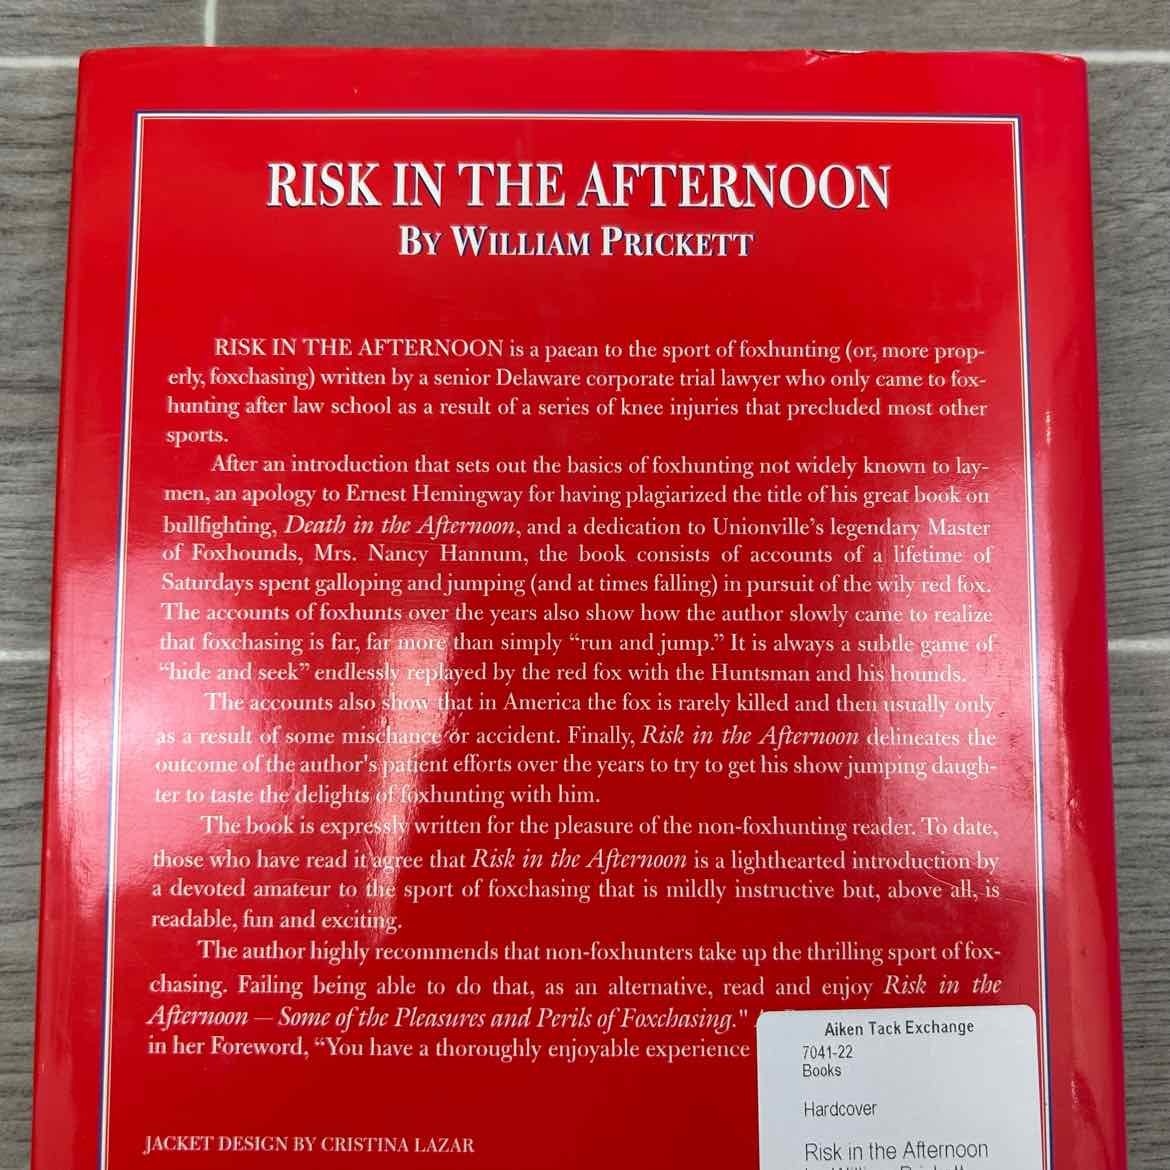 RISK IN THE AFTERNOON
BY WILLIAM PRICKETT
RISK IN THE AFTERNOON is a paean to the sport of foxhunting (or, more prop-
erly, foxchasing) written by a senior Delaware corporate trial lawyer who only came to fox-
hunting after law school as a result of a series of knee injuries that precluded most other
sports.
After an introduction that sets out the basics of foxhunting not widely known to lay-
men, an apology to Ernest Hemingway for having plagiarized the title of his great book on
bullfighting, Death in the Afternoon, and a dedication to Unionville's legendary Master
of Foxhounds, Mrs. Nancy Hannum, the book consists of accounts of a lifetime of
Saturdays spent galloping and jumping (and at times falling) in pursuit of the wily red fox.
The accounts of foxhunts over the years also show how the author slowly came to realize
that foxchasing is far, far more than simply “run and jump.” It is always a subtle game of
“hide and seek” endlessly replayed by the red fox with the Huntsman and his hounds.
The accounts also show that in America the fox is rarely killed and then usually only
as a result of some mischance or accident. Finally, Risk in the Afternoon delineates the
outcome of the author's patient efforts over the years to try to get his show jumping daugh-
ter to taste the delights of foxhunting with him.
The book is expressly written for the pleasure of the non-foxhunting reader. To date,
those who have read it agree that Risk in the Afternoon is a lighthearted introduction by
a devoted amateur to the sport of foxchasing that is mildly instructive but, above all, is
readable, fun and exciting.
The author highly recommends that non-foxhunters take up the thrilling sport of fox-
chasing. Failing being able to do that, as an alternative, read and enjoy Risk in the
Afternoon — Some of the Pleasures and Perils of Foxchasing."
in her Foreword, “You have a thoroughly enjoyable experience
JACKET DESIGN BY CRISTINA LAZAR
Aiken Tack Exchange
7041-22
Books
Hardcover
Risk in the Afternoon